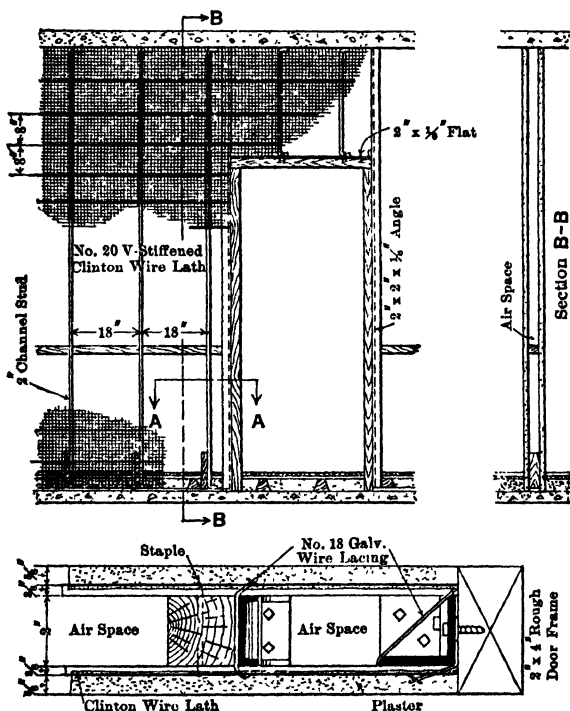 B
2" x 1/8" Flat
8"
8"
No. 20 V-Stiffened
Clinton Wire Lath
2" x 2" x 1/8" Angle
18"
18"
2" Channel Stud.
A
A
B
Air Space
Section B-B
Staple
No. 18 Galv.
Wire Lacing
Air Space
Air Space
2"
2" x 4" Rough
Door Frame
Clinton Wire Lath
Plaster